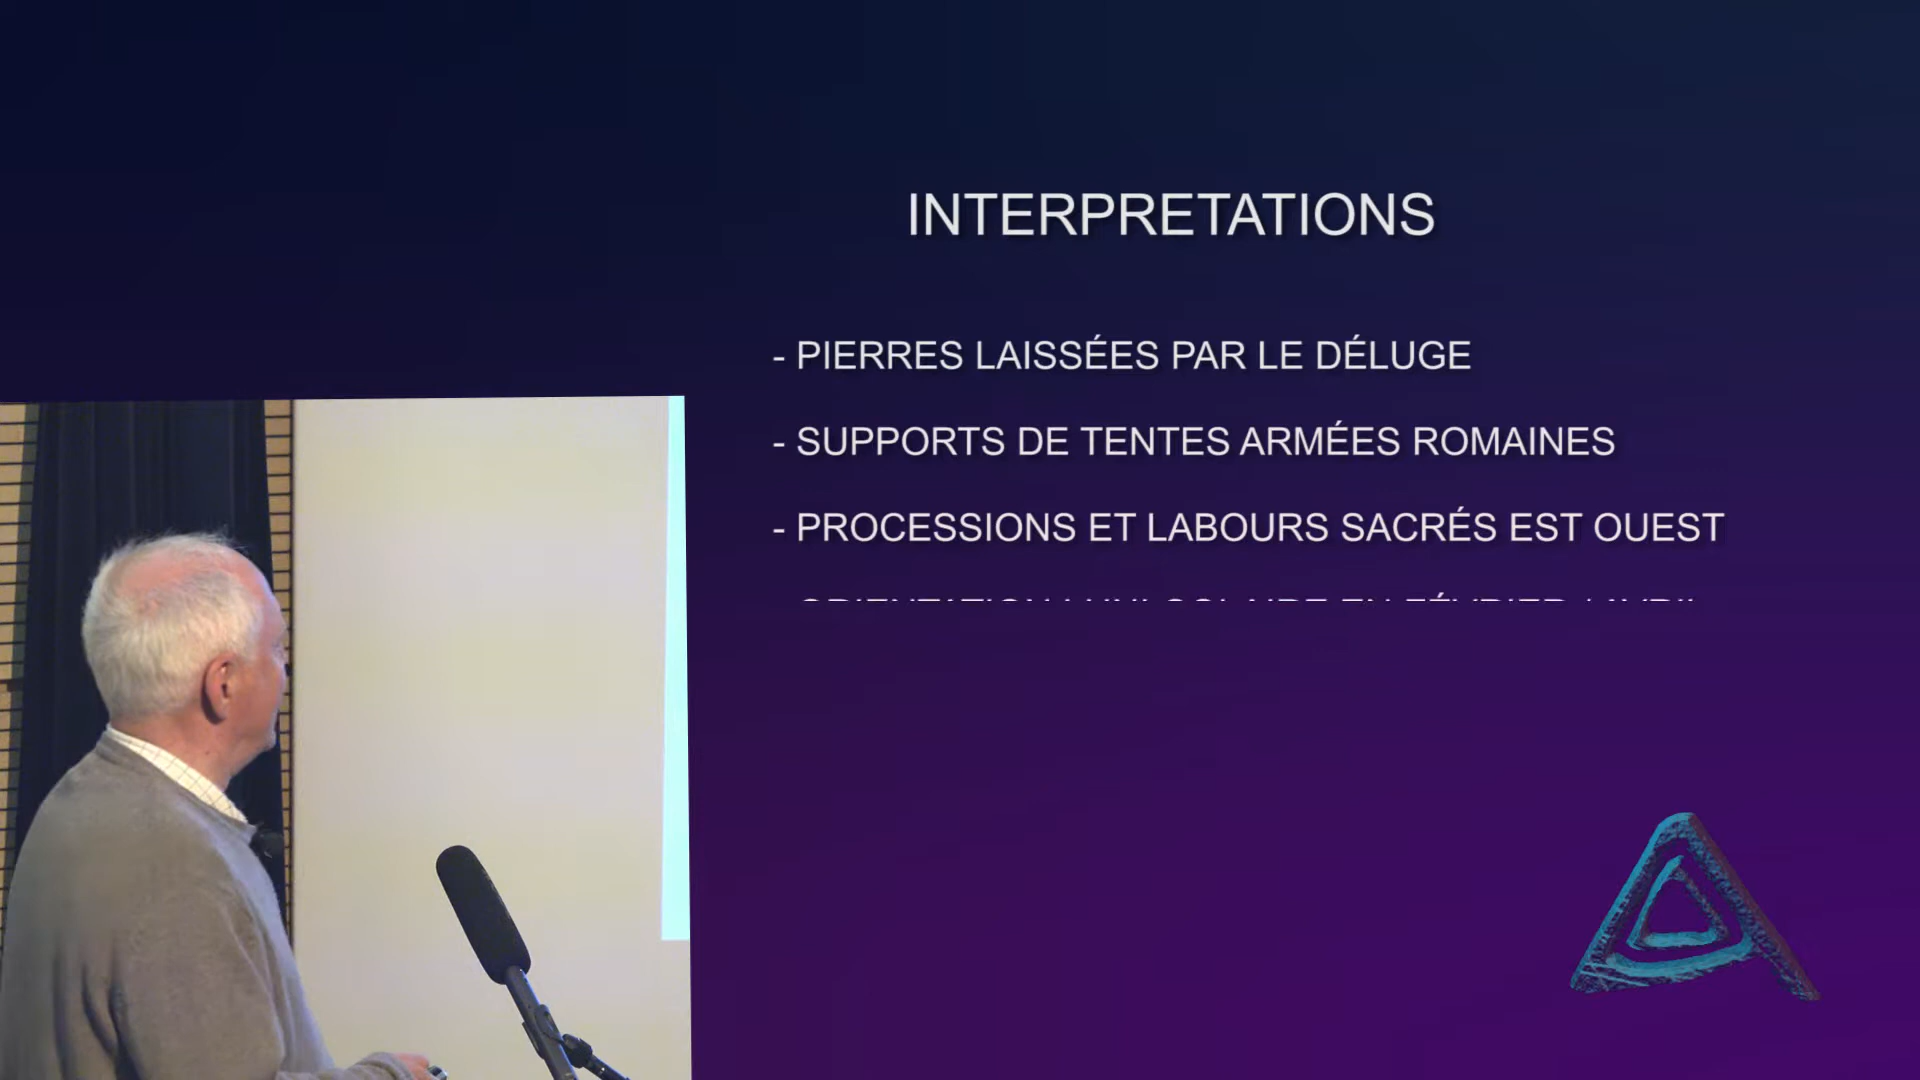 INTERPRETATIONS
- PIERRES LAISSÉES PAR LE DÉLUGE
- SUPPORTS DE TENTES ARMÉES ROMAINES
- PROCESSIONS ET LABOURS SACRÉS EST OUEST